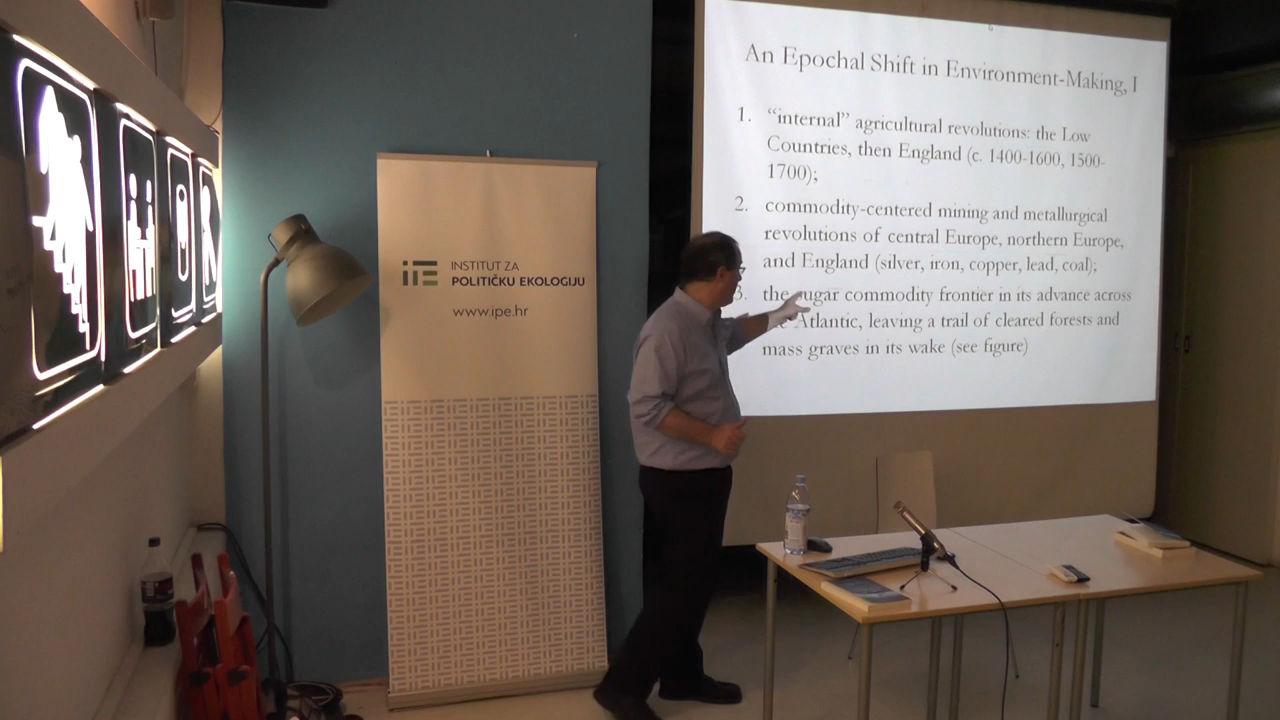 INSTITUT ZA
POLITIČKU EKOLOGIJU
www.ipe.hr
An Epochal Shift in Environment-Making, I
1. “internal” agricultural revolutions: the Low
Countries, then England (c. 1400-1600, 1500-
1700);
2. commodity-centered mining and metallurgical
revolutions of central Europe, northern Europe,
and England (silver, iron, copper, lead, coal);
3. the sugar commodity frontier in its advance across
the Atlantic, leaving a trail of cleared forests and
mass graves in its wake (see figure)